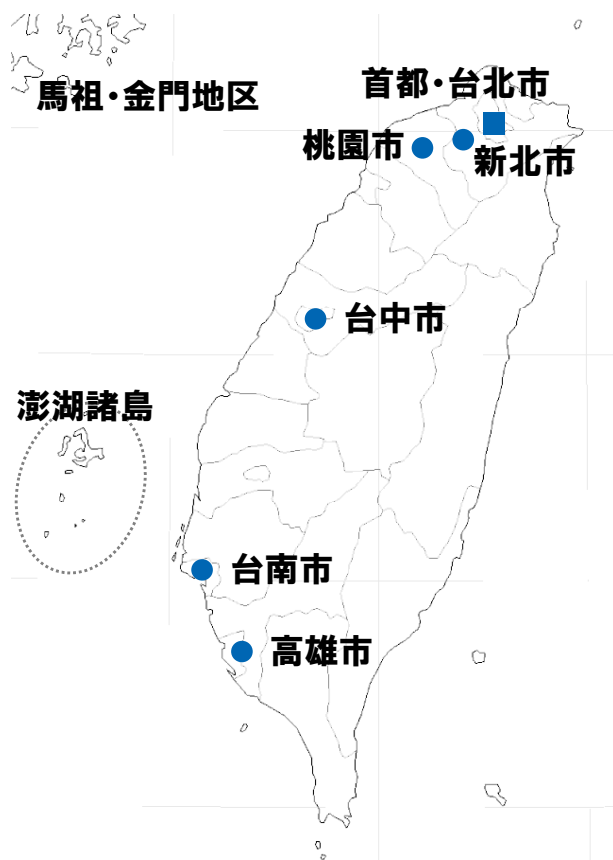 馬祖・金門地区
首都・台北市
桃園市
新北市
台中市
澎湖諸島
台南市
高雄市